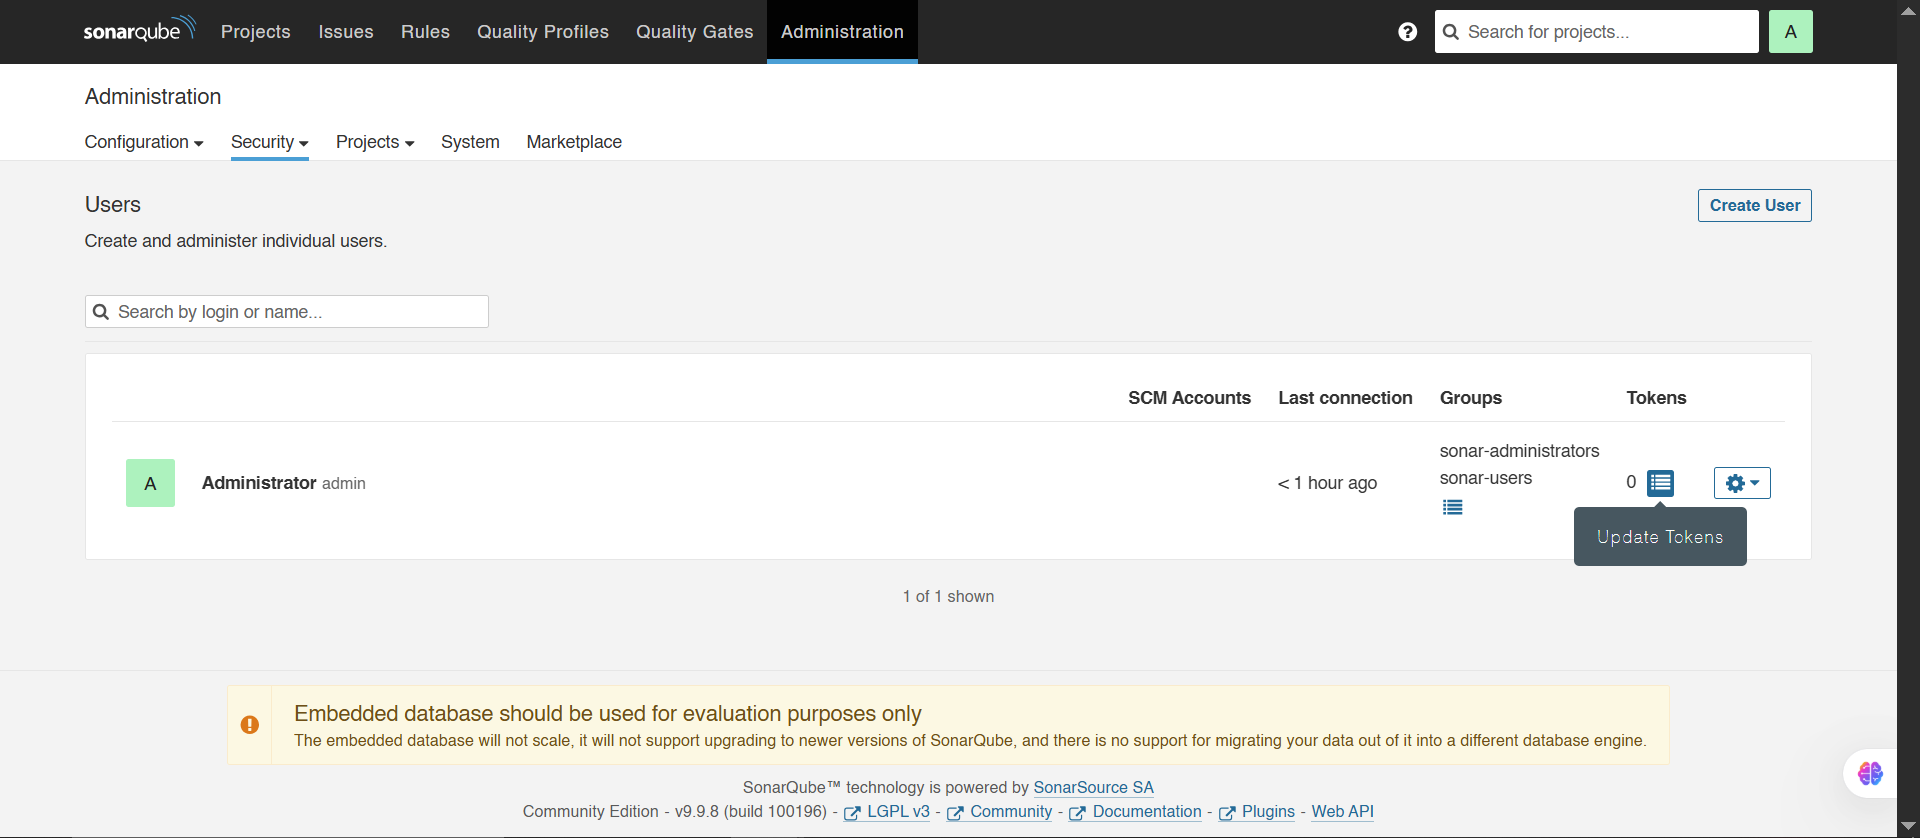 sonarqube Projects Issues Rules Quality Profiles Quality Gates Administration Search for projects... A
Administration
Configuration Security Projects System Marketplace
Users
Create User
Create and administer individual users.
Search by login or name...
SCM Accounts Last connection Groups Tokens
A Administrator admin < 1 hour ago sonar-administrators
sonar-users 0
Update Tokens
1 of 1 shown
Embedded database should be used for evaluation purposes only
The embedded database will not scale, it will not support upgrading to newer versions of SonarQube, and there is no support for migrating your data out of it into a different database engine.
SonarQube™ technology is powered by SonarSource SA
Community Edition - v9.9.8 (build 100196) - LGPL v3 - Community - Documentation - Plugins - Web API